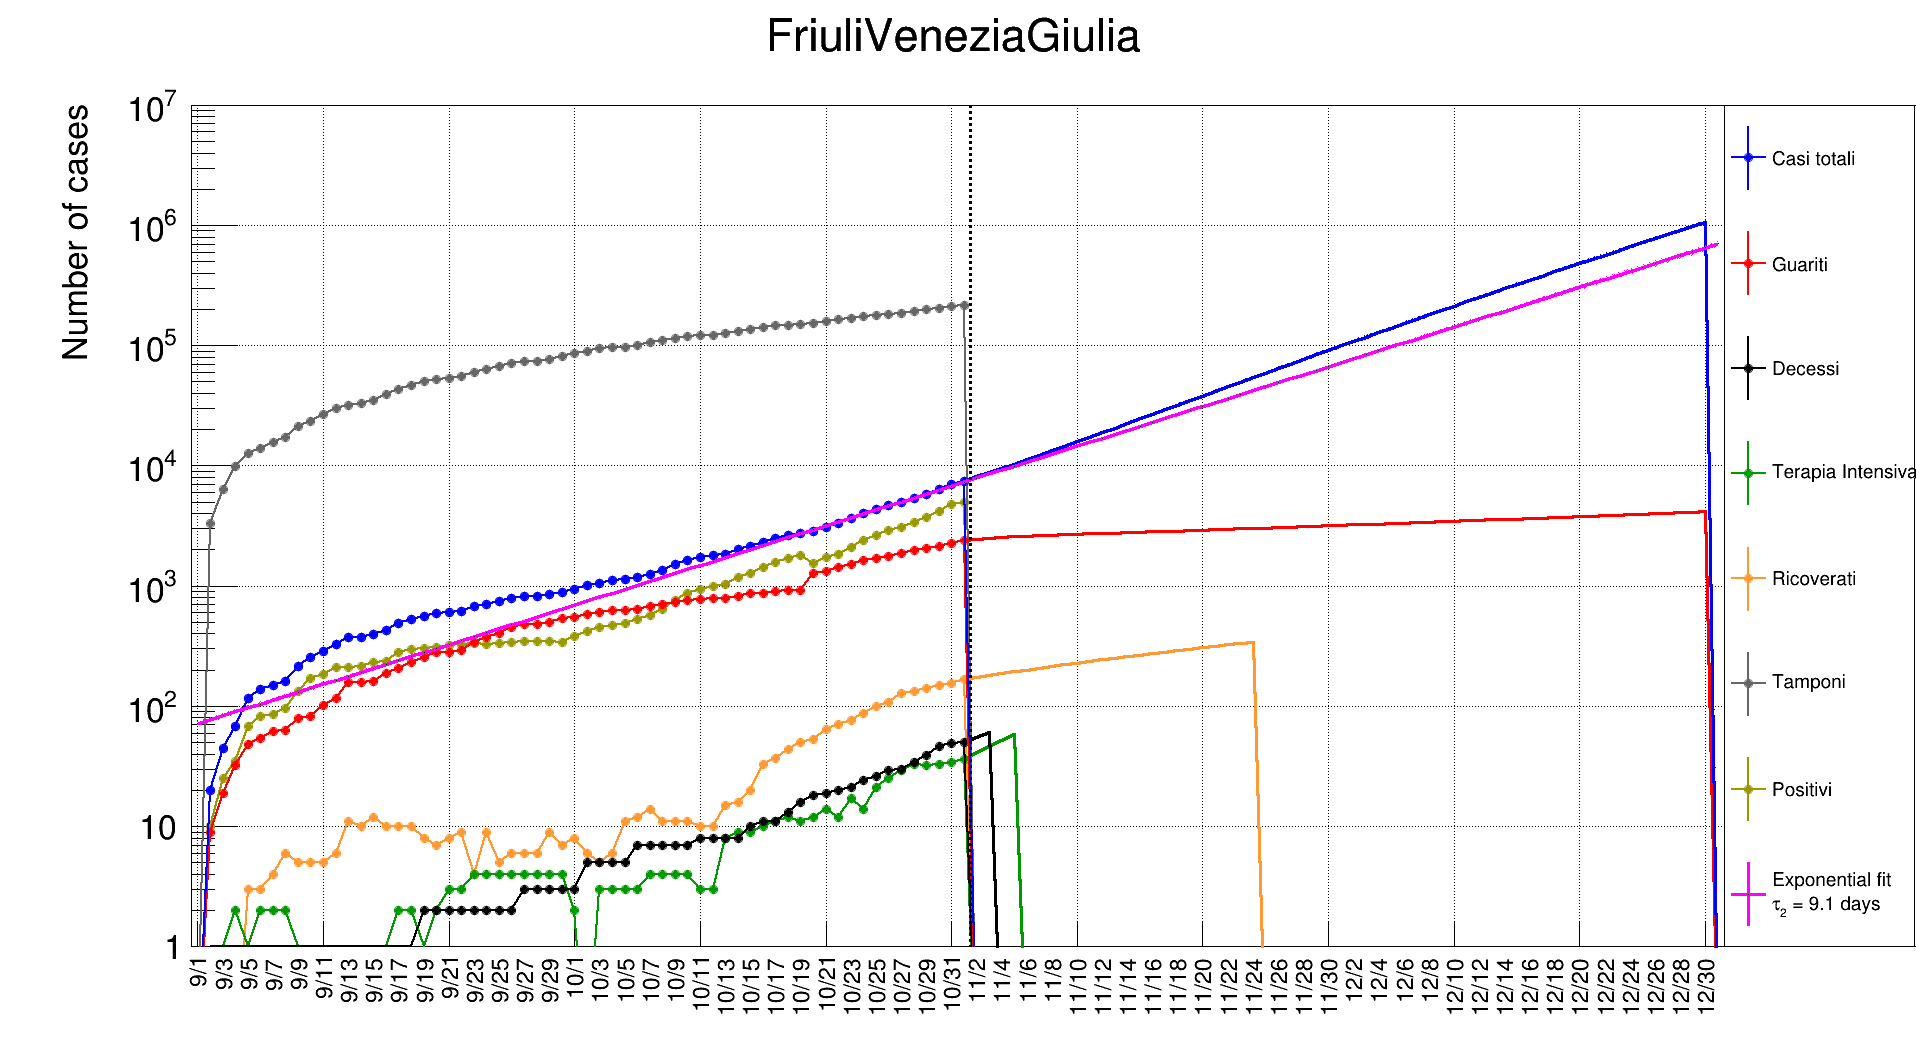 FriuliVeneziaGiulia
Number of cases
10^7
10^6
10^5
10^4
10^3
10^2
10
1
9/1 9/3 9/5 9/7 9/9 9/11 9/13 9/15 9/17 9/19 9/21 9/23 9/25 9/27 9/29 10/1 10/3 10/5 10/7 10/9 10/11 10/13 10/15 10/17 10/19 10/21 10/23 10/25 10/27 10/29 10/31 11/2 11/4 11/6 11/8 11/10 11/12 11/14 11/16 11/18 11/20 11/22 11/24 11/26 11/28 11/30 12/2 12/4 12/6 12/8 12/10 12/12 12/14 12/16 12/18 12/20 12/22 12/24 12/26 12/28 12/30
Casi totali
Guariti
Decessi
Terapia Intensiva
Ricoverati
Tamponi
Positivi
Exponential fit
τ₂ = 9.1 days